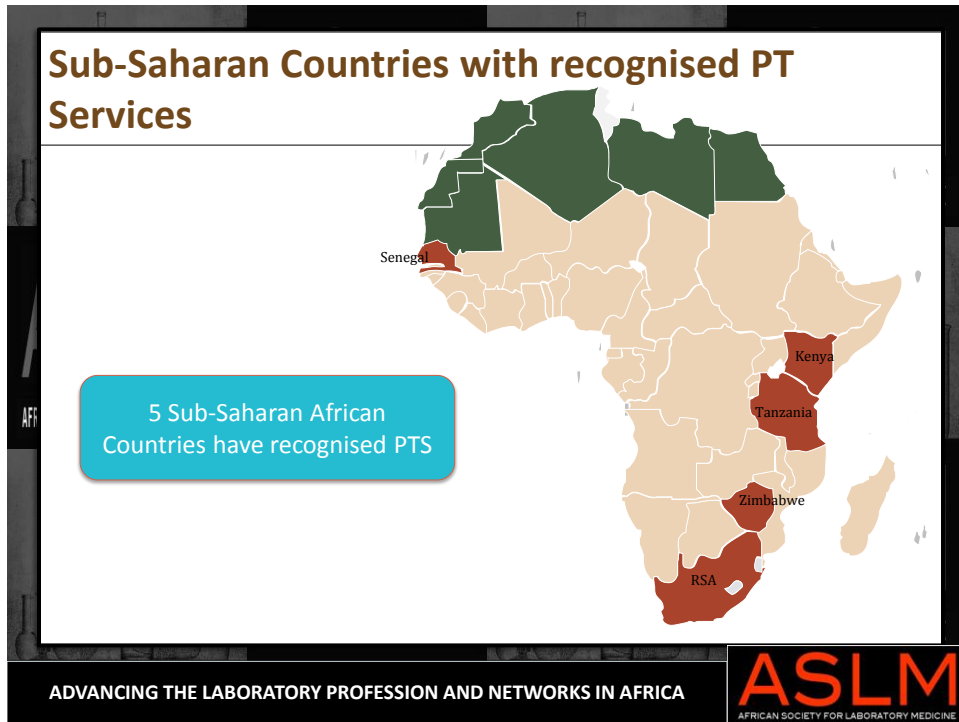 Sub-Saharan Countries with recognised PT
Services
Senegal
Kenya
5 Sub-Saharan African
Countries have recognised PTS
Tanzania
AFR
Zimbabwe
RSA
ADVANCING THE LABORATORY PROFESSION AND NETWORKS IN AFRICA
ASLM
AFRICAN SOCIETY FOR LABORATORY MEDICINE